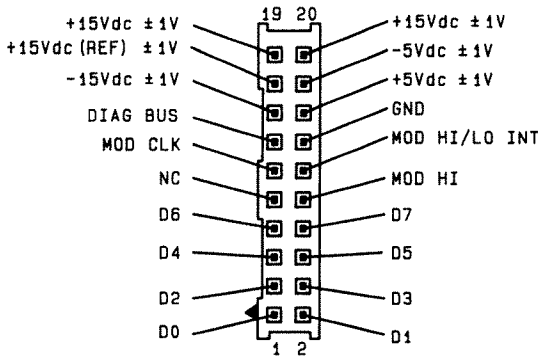 19 20
+15Vdc ±1V
+15Vdc ±1V
+15Vdc(REF) ±1V
-5Vdc ±1V
-15Vdc ±1V
+5Vdc ±1V
DIAG BUS
GND
MOD CLK
MOD HI/LO INT
NC
MOD HI
D6
D7
D4
D5
D2
D3
D0
D1
1 2